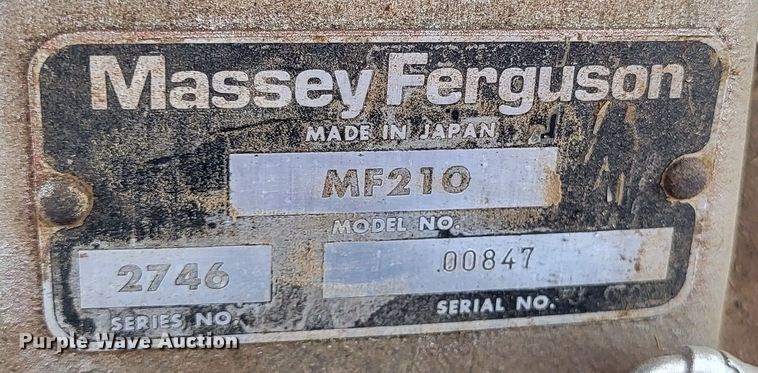 Massey Ferguson
MADE IN JAPAN
MF210
MODEL NO.
2746 00847
SERIES NO. SERIAL NO.
Purple Wave Auction